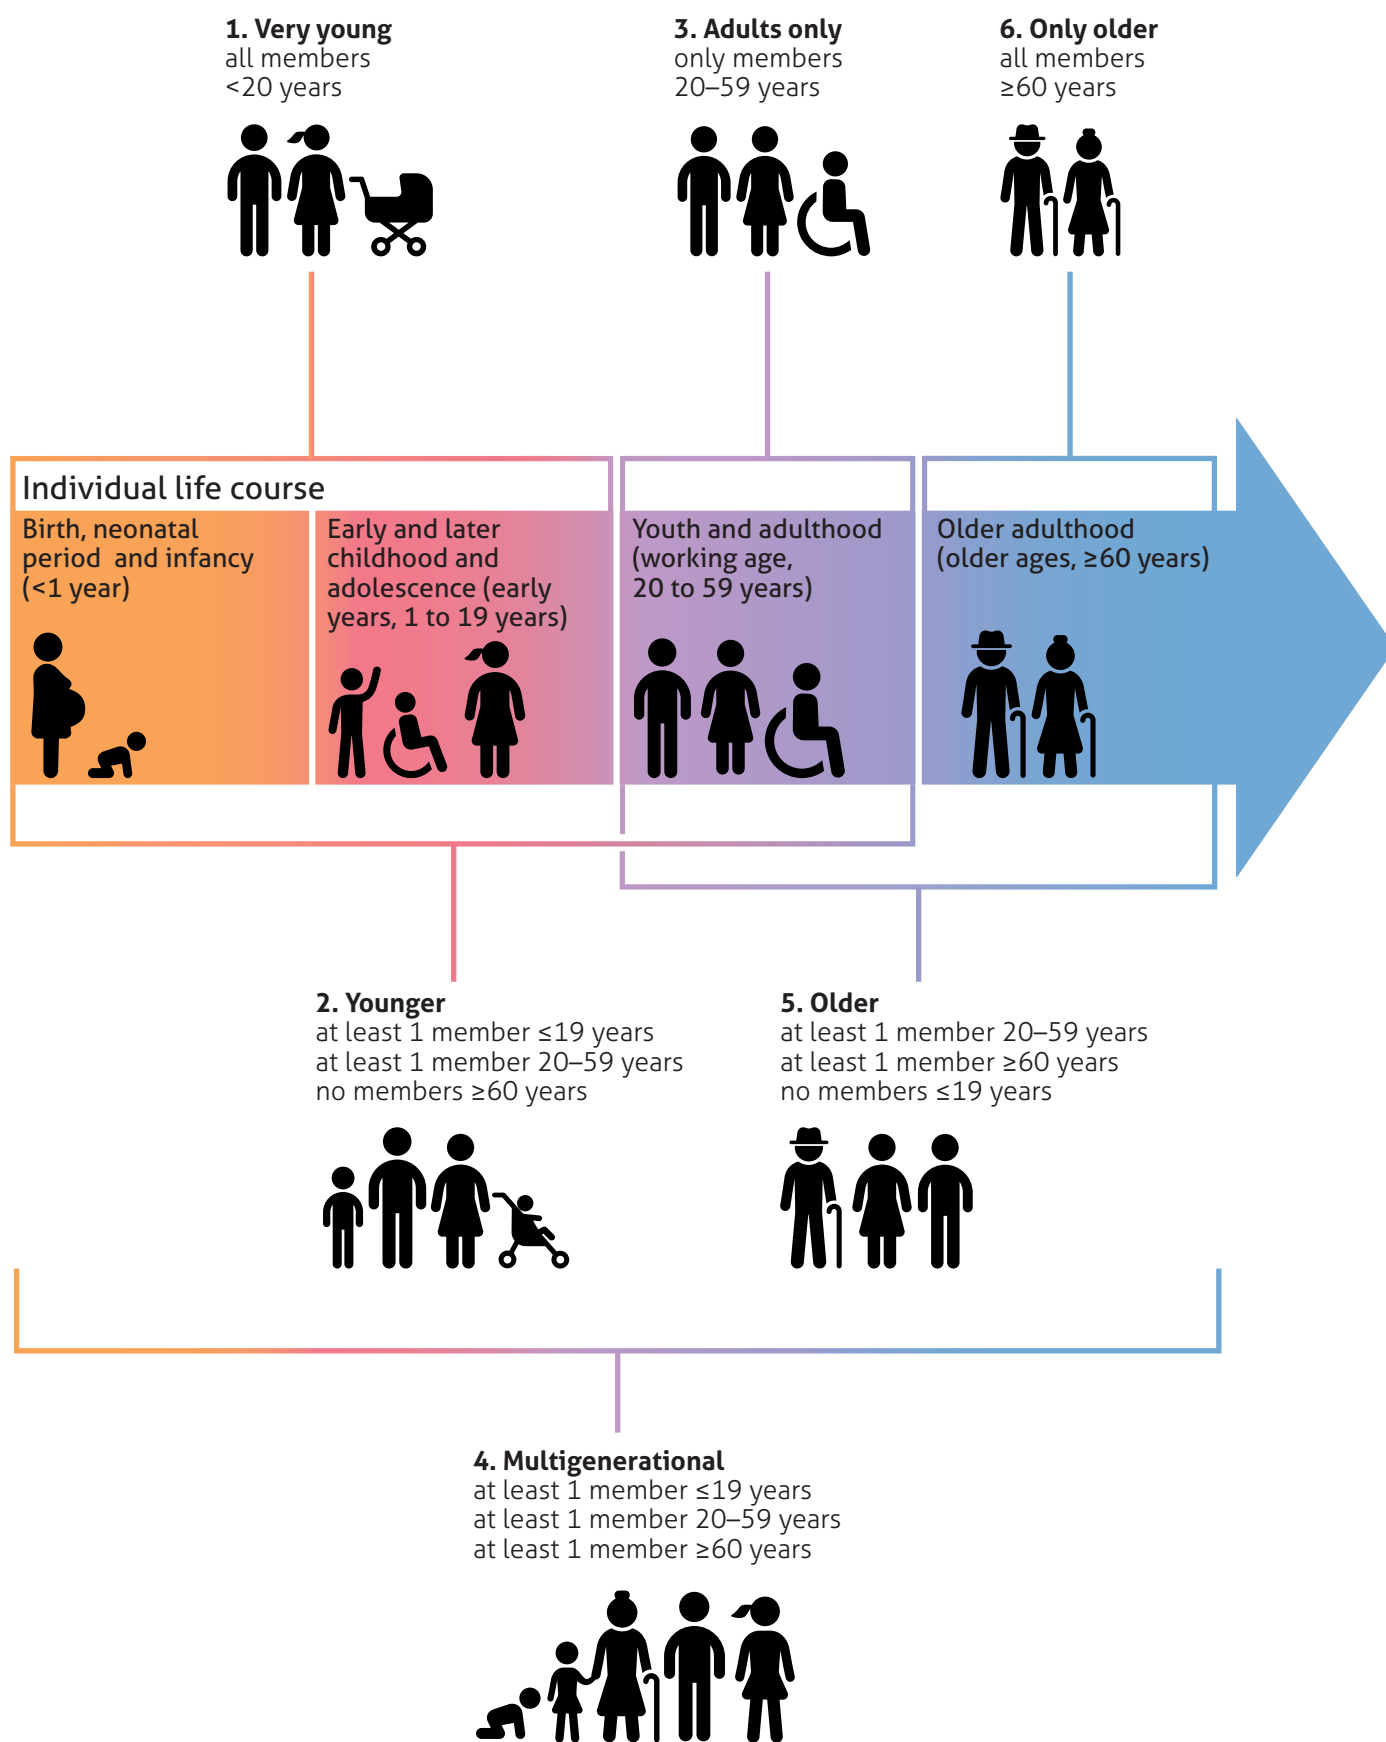 1. Very young
all members
<20 years
3. Adults only
only members
20–59 years
6. Only older
all members
≥60 years
Individual life course
Birth, neonatal
period and infancy
(<1 year)
Early and later
childhood and
adolescence (early
years, 1 to 19 years)
Youth and adulthood
(working age,
20 to 59 years)
Older adulthood
(older ages, ≥60 years)
2. Younger
at least 1 member ≤19 years
at least 1 member 20–59 years
no members ≥60 years
5. Older
at least 1 member 20–59 years
at least 1 member ≥60 years
no members ≤19 years
4. Multigenerational
at least 1 member ≤19 years
at least 1 member 20–59 years
at least 1 member ≥60 years